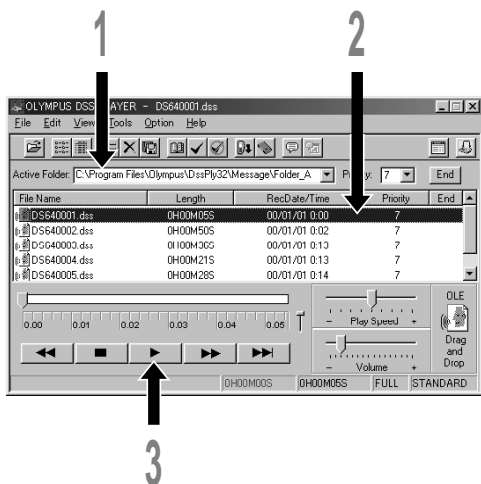 1 2
OLYMPUS DSS PLAYER - DS640001.dss
File Edit View Tools Option Help
Active Folder: C:\Program Files\Olympus\DssPly32\Message\Folder_A 7 End
File Name Length RecDate/Time Priority End
DS640001.dss 0H00M05S 00/01/01 0:00 7
DS640002.dss 0H00M50S 00/01/01 0:02 7
DS640003.dss 0H00M36S 00/01/01 0:13 7
DS640004.dss 0H00M21S 00/01/01 0:13 7
DS640005.dss 0H00M28S 00/01/01 0:14 7
0.00 0.01 0.02 0.03 0.04 0.05
- Play Speed +
- Volume +
OLE
Drag
and
Drop
0H00M00S 0H00M05S FULL STANDARD
3